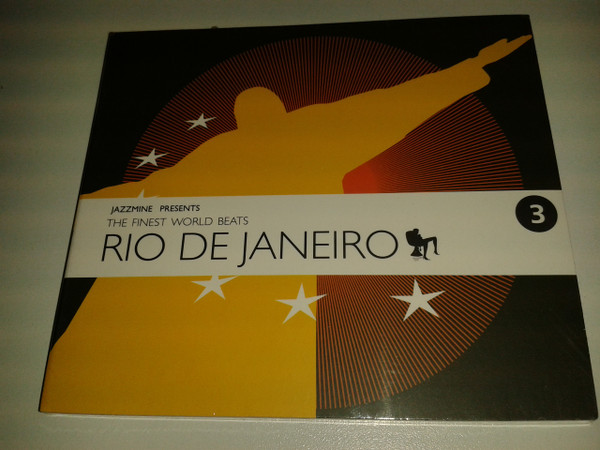 JAZZMINE PRESENTS
THE FINEST WORLD BEATS
RIO DE JANEIRO
3